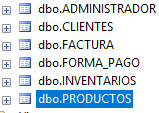 dbo.ADMINISTRADOR
dbo.CLIENTES
dbo.FACTURA
dbo.FORMA_PAGO
dbo.INVENTARIOS
dbo.PRODUCTOS